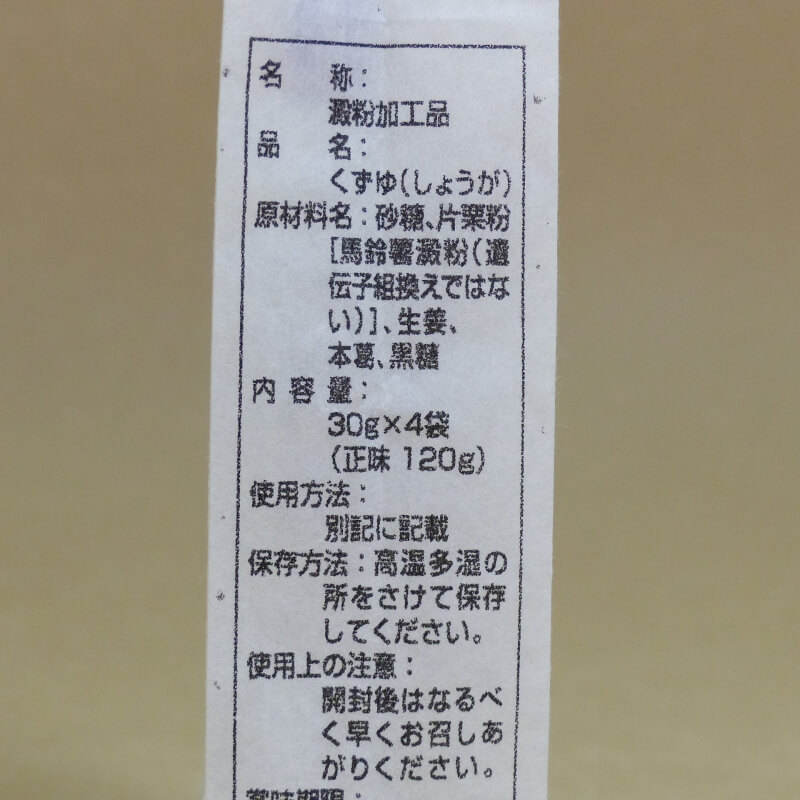 名称：
澱粉加工品
品名：
くずゆ（しょうが）
原材料名：砂糖、片栗粉
［馬鈴薯澱粉（遺
伝子組換えではな
い）］、生姜、
本葛、黒糖
内容量：
30g×4袋
（正味 120g）
使用方法：
別記に記載
保存方法：高温多湿の
所をさけて保存
してください。
使用上の注意：
開封後はなるべ
く早くお召しあ
がりください。
賞味期限：